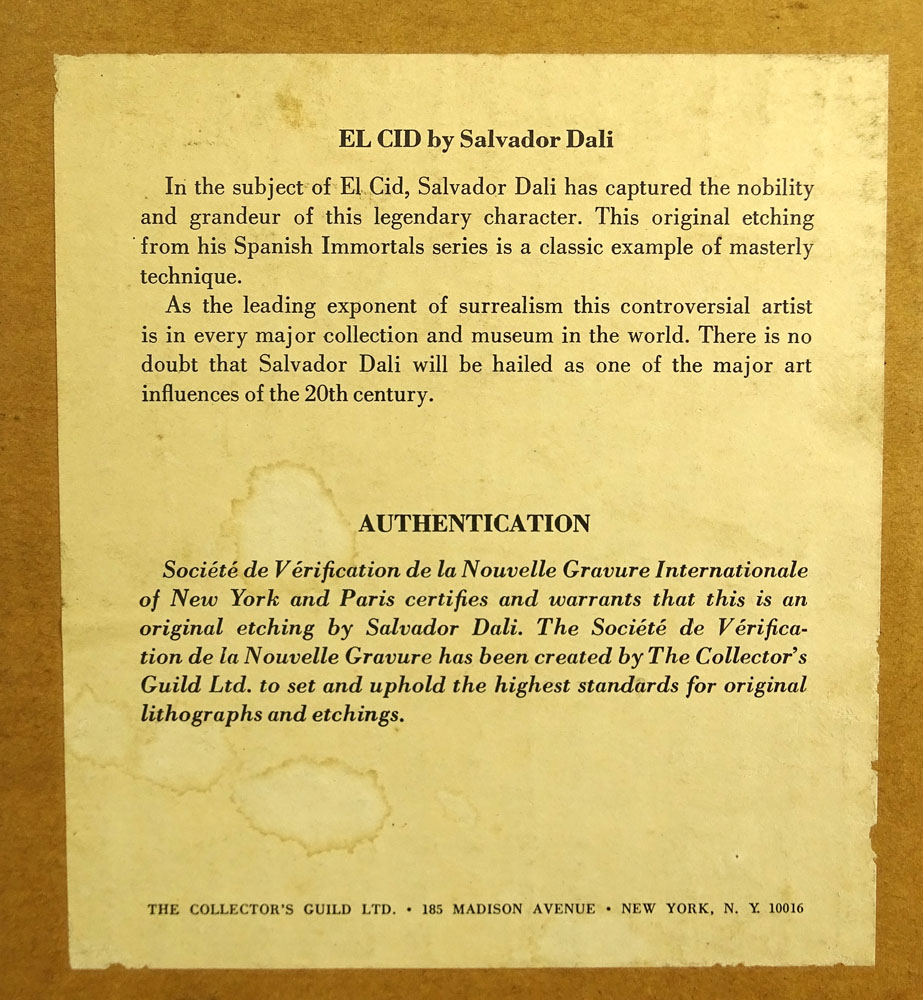 EL CID by Salvador Dali
In the subject of El Cid, Salvador Dali has captured the nobility
and grandeur of this legendary character. This original etching
from his Spanish Immortals series is a classic example of masterly
technique.
As the leading exponent of surrealism this controversial artist
is in every major collection and museum in the world. There is no
doubt that Salvador Dali will be hailed as one of the major art
influences of the 20th century.
AUTHENTICATION
Société de Vérification de la Nouvelle Gravure Internationale
of New York and Paris certifies and warrants that this is an
original etching by Salvador Dali. The Société de Vérifica-
tion de la Nouvelle Gravure has been created by The Collector's
Guild Ltd. to set and uphold the highest standards for original
lithographs and etchings.
THE COLLECTOR'S GUILD LTD. • 185 MADISON AVENUE • NEW YORK, N. Y. 10016